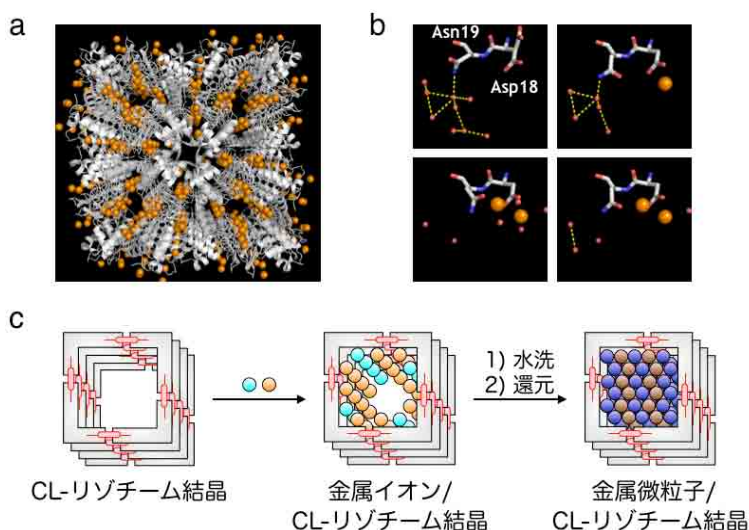 a
b
Asn19
Asp18
c
1) 水洗
2) 還元
CL-リゾチーム結晶
金属イオン/
CL-リゾチーム結晶
金属微粒子/
CL-リゾチーム結晶